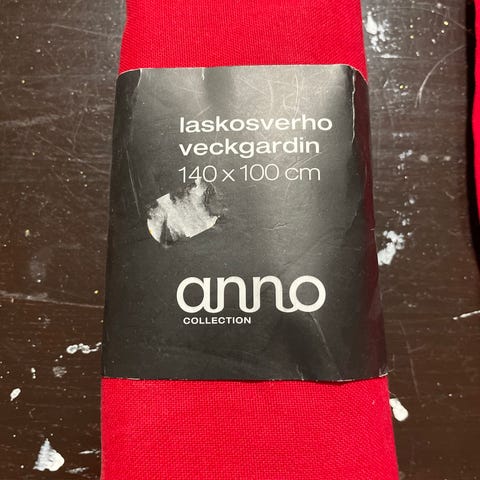 laskosverho
veckgardin
140 x 100 cm
anno
COLLECTION